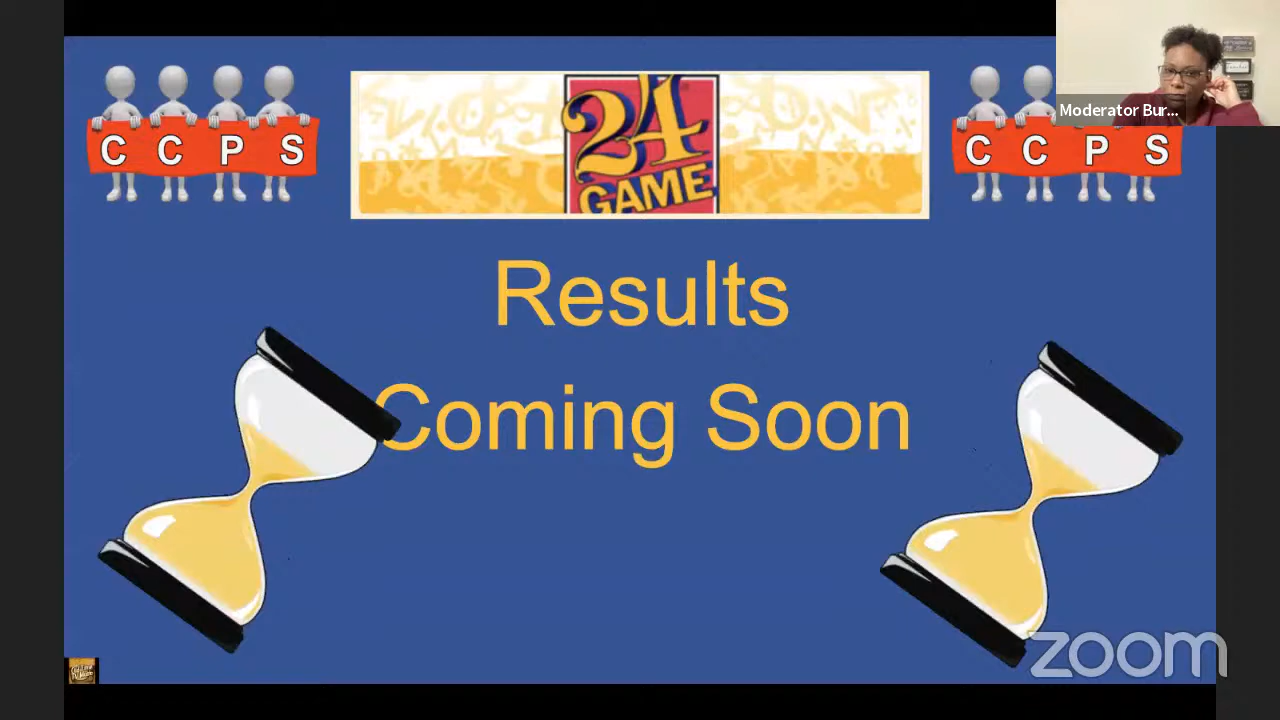 C C P S
24
GAME
C C P S
Moderator Bur...
Results
Coming Soon
zoom